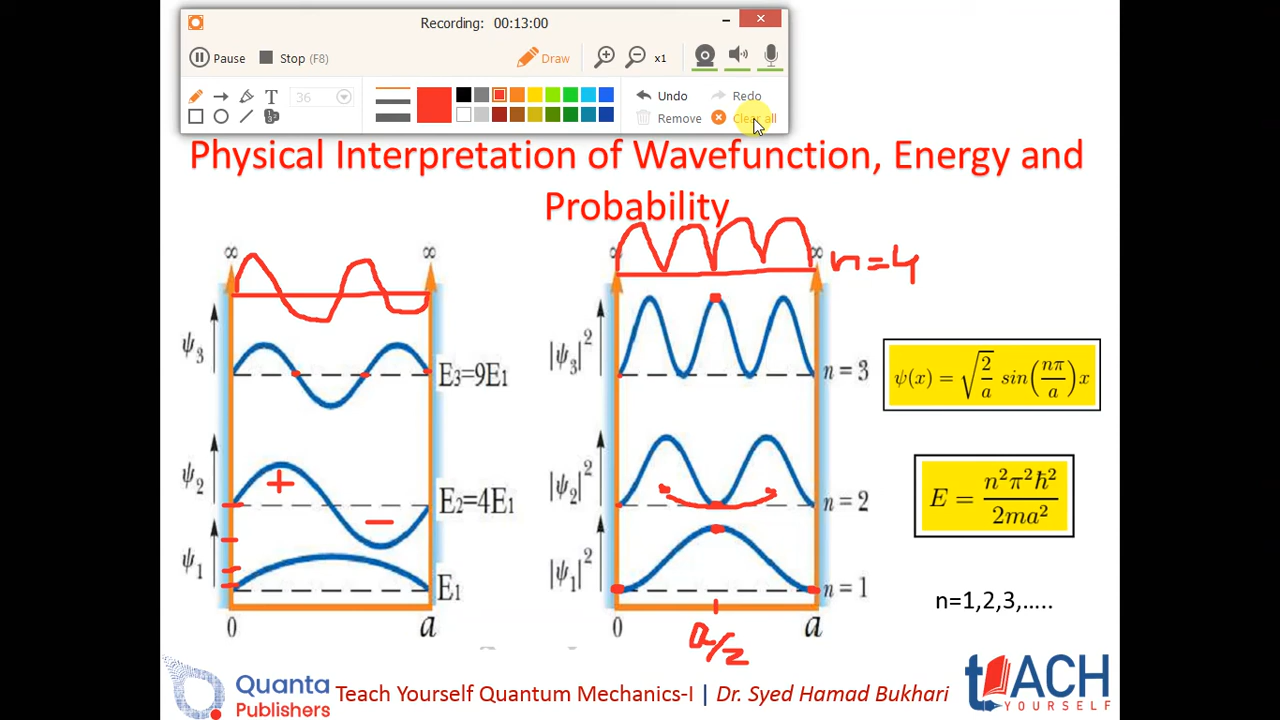 Recording: 00:13:00
Pause Stop (F8) Draw x1
T 36 Undo Redo
Remove Clear all
Physical Interpretation of Wavefunction, Energy and
Probability
∞ ∞ ∞ ∞ n=4
ψ3 E3=9E1 |ψ3|² n = 3
ψ(x) = √(2/a) sin(nπ/a)x
ψ2 E2=4E1 |ψ2|² n = 2
+ −
E = n²π²ħ²/2ma²
ψ1 E1 |ψ1|² n = 1
n=1,2,3,.....
0 a 0 a/2 a
Quanta
Publishers
Teach Yourself Quantum Mechanics-I | Dr. Syed Hamad Bukhari
tEACH
YOURSELF